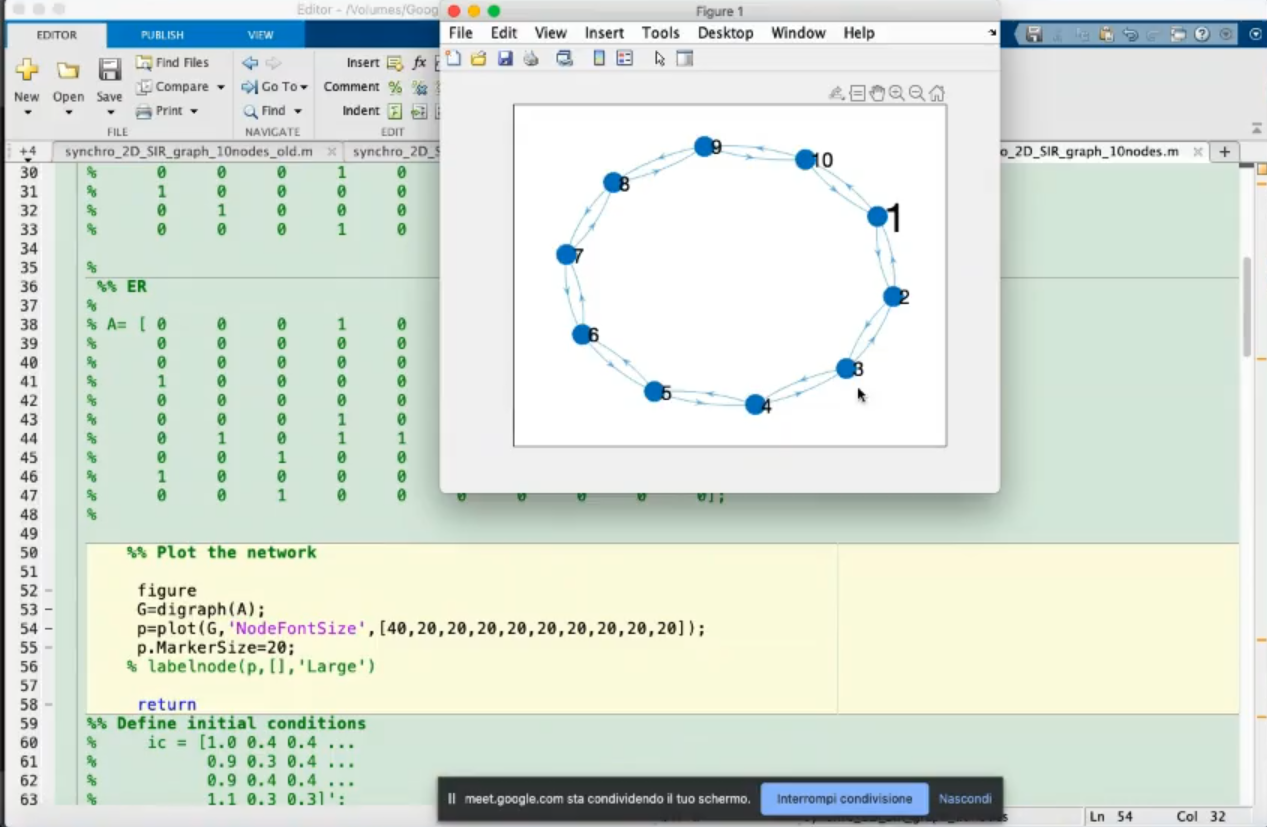 Editor - /Volumes/Goog
Figure 1
EDITOR PUBLISH VIEW
File Edit View Insert Tools Desktop Window Help
New Open Save
Find Files
Compare
Print
FILE
Go To
Find
NAVIGATE
Insert fx
Comment %
Indent
EDIT
+4 synchro_2D_SIR_graph_10nodes_old.m × synchro_2D_S o_2D_SIR_graph_10nodes.m × +
9
10
8
1
7
2
6
3
5
4
30 % 0 0 0 1 0
31 % 1 0 0 0 0
32 % 0 1 0 0 0
33 % 0 0 0 1 0
34
35 %
36 %% ER
37 %
38 % A= [ 0 0 0 1 0
39 % 0 0 0 0 0
40 % 0 0 0 0 0
41 % 1 0 0 0 0
42 % 0 0 0 0 0
43 % 0 0 0 1 0
44 % 0 1 0 1 1
45 % 0 0 1 0 0
46 % 1 0 0 0 0
47 % 0 0 1 0 0 0 0 0 0 0];
48 %
49
50 %% Plot the network
51
52 - figure
53 - G=digraph(A);
54 - p=plot(G,'NodeFontSize',[40,20,20,20,20,20,20,20,20,20]);
55 - p.MarkerSize=20;
56 % labelnode(p,[],'Large')
57
58 - return
59 %% Define initial conditions
60 % ic = [1.0 0.4 0.4 ...
61 % 0.9 0.3 0.4 ...
62 % 0.9 0.4 0.4 ...
63 % 1.1 0.3 0.3]';
meet.google.com sta condividendo il tuo schermo. Interrompi condivisione Nascondi
Ln 54 Col 32